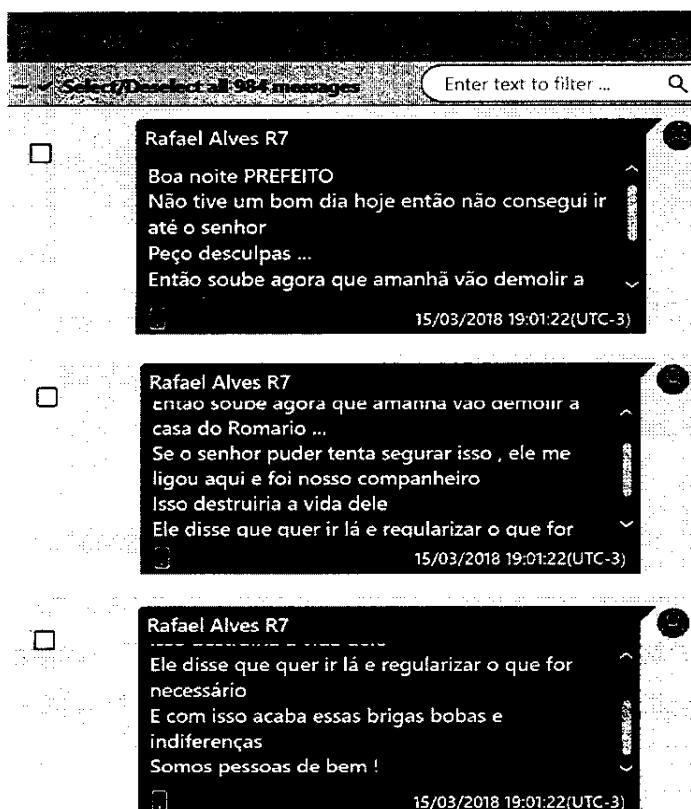 Select/Deselect all 984 messages
Enter text to filter ...
Rafael Alves R7
Boa noite PREFEITO
Não tive um bom dia hoje então não consegui ir
até o senhor
Peço desculpas ...
Então soube agora que amanhã vão demolir a
15/03/2018 19:01:22(UTC-3)
Rafael Alves R7
Então soube agora que amanhã vão demolir a
casa do Romario ...
Se o senhor puder tenta segurar isso , ele me
ligou aqui e foi nosso companheiro
Isso destruiria a vida dele
Ele disse que quer ir lá e regularizar o que for
15/03/2018 19:01:22(UTC-3)
Rafael Alves R7
Isso destruiria a vida dele
Ele disse que quer ir lá e regularizar o que for
necessário
E com isso acaba essas brigas bobas e
indiferenças
Somos pessoas de bem !
15/03/2018 19:01:22(UTC-3)